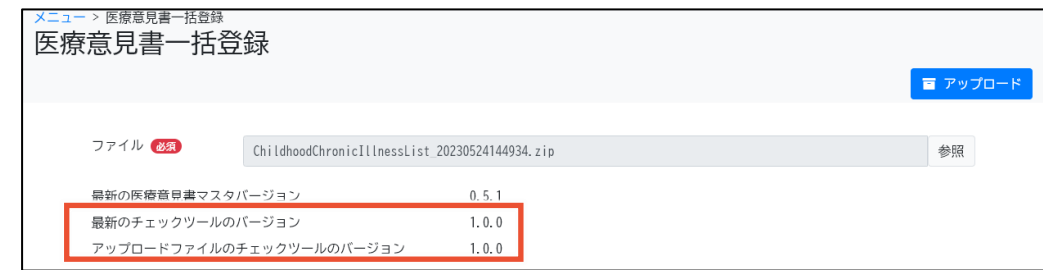 メニュー > 医療意見書一括登録
医療意見書一括登録
アップロード
ファイル 必須 ChildhoodChronicIllnessList_20230524144934.zip 参照
最新の医療意見書マスタバージョン 0.5.1
最新のチェックツールのバージョン 1.0.0
アップロードファイルのチェックツールのバージョン 1.0.0